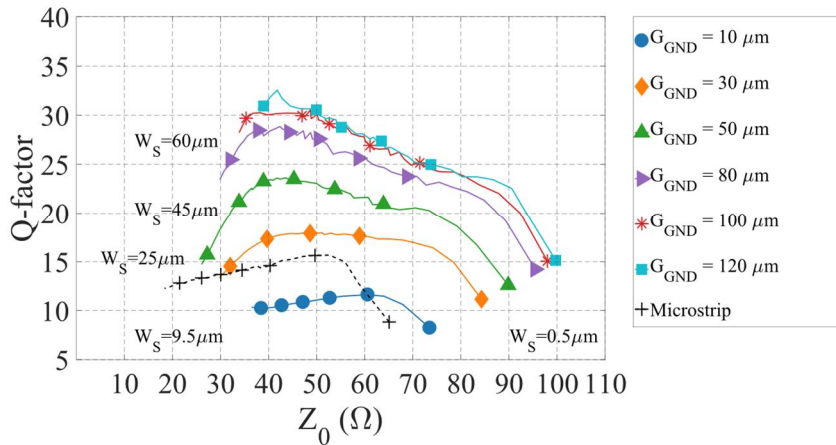 40
35
30
25
20
15
10
5
Q-factor
W_S=60μm
W_S=45μm
W_S=25μm
W_S=9.5μm
W_S=0.5μm
10 20 30 40 50 60 70 80 90 100 110
Z_0 (Ω)
G_GND = 10 μm
G_GND = 30 μm
G_GND = 50 μm
G_GND = 80 μm
G_GND = 100 μm
G_GND = 120 μm
Microstrip